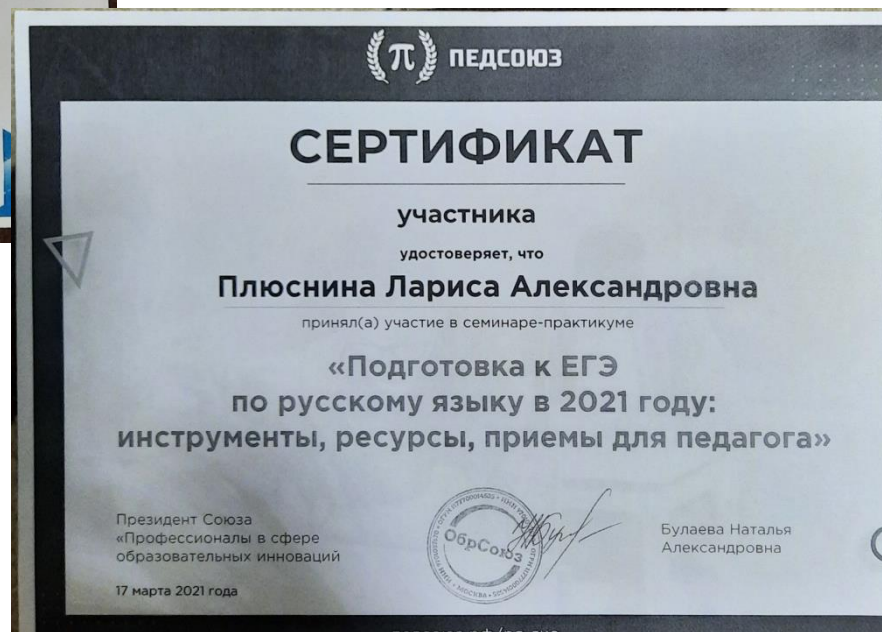 π ПЕДСОЮЗ
СЕРТИФИКАТ
участника
удостоверяет, что
Плюснина Лариса Александровна
принял(а) участие в семинаре-практикуме
«Подготовка к ЕГЭ
по русскому языку в 2021 году:
инструменты, ресурсы, приемы для педагога»
Президент Союза
«Профессионалы в сфере
образовательных инноваций
17 марта 2021 года
ОбрСоюз
МОСКВА
Булаева Наталья
Александровна